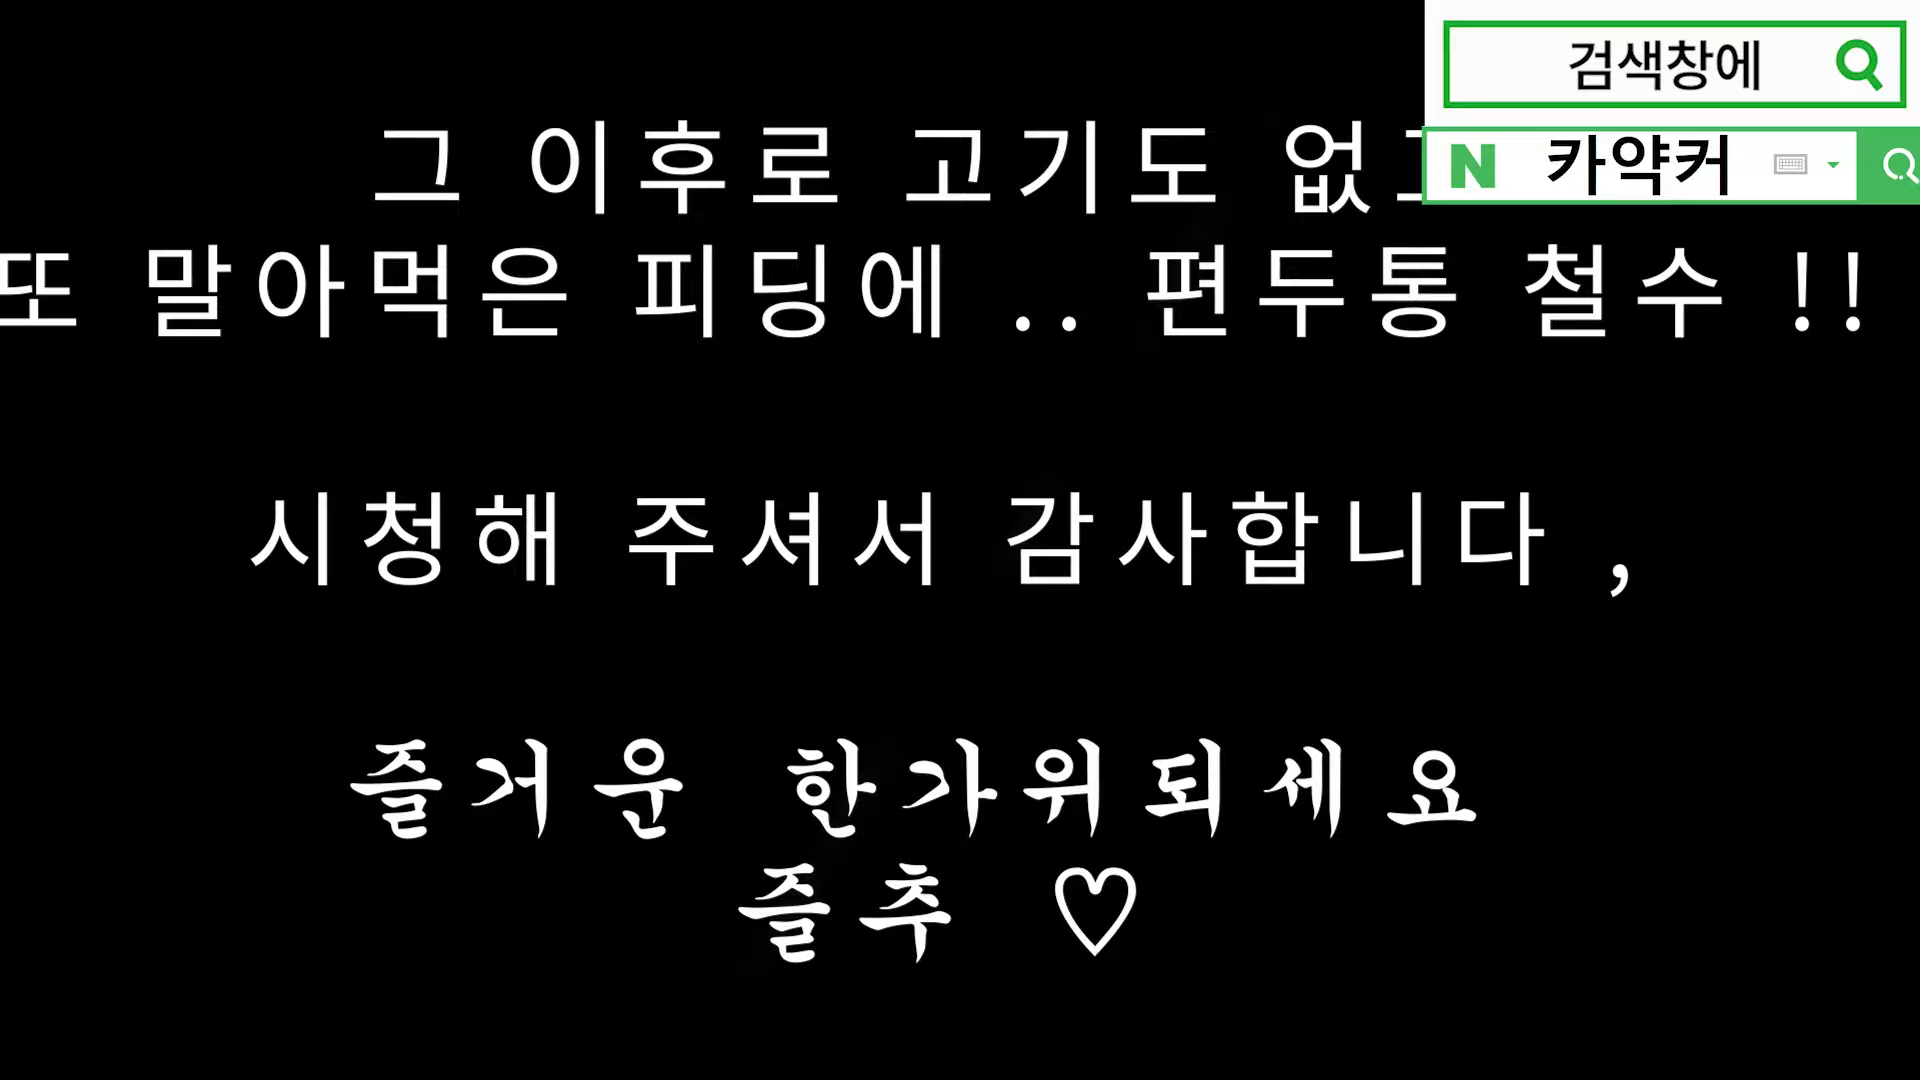 검색창에
N 카약커
그 이후로 고기도 없
또 말아먹은 피딩에 .. 편두통 철수 !!
시청해 주셔서 감사합니다 ,
즐거운 한가위되세요
즐추 ♡